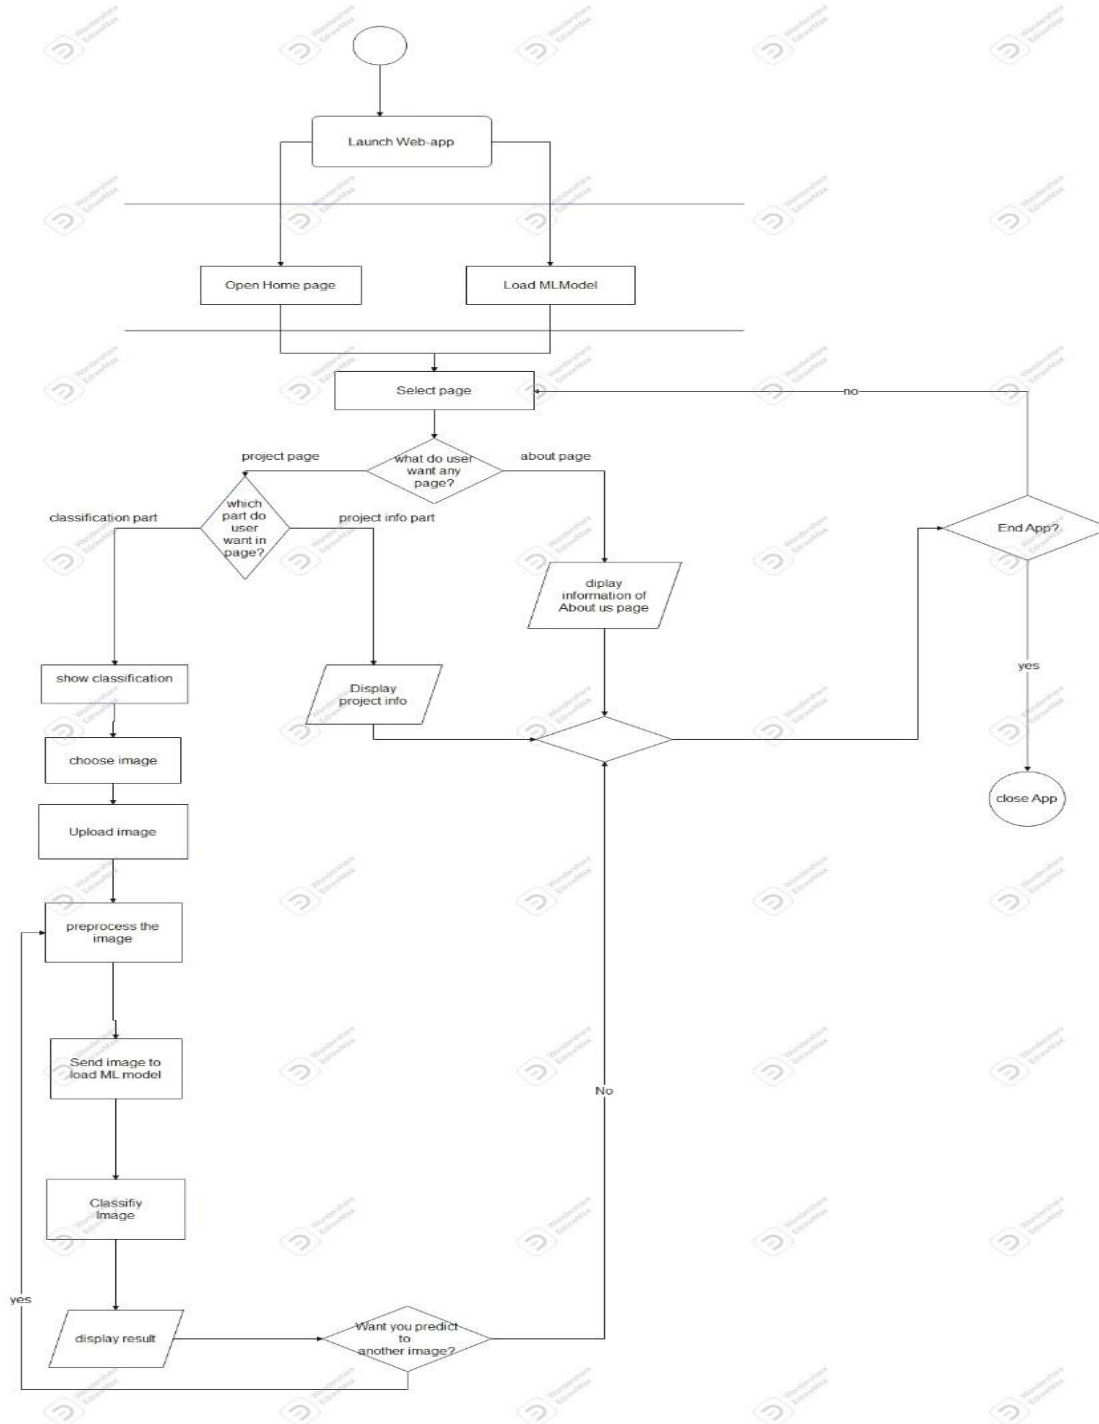 Launch Web-app
Open Home page
Load MLModel
Select page
no
project page
what do user
want any
page?
about page
classification part
which
part do
user
want in
page?
project info part
End App?
diplay
information of
About us page
yes
show classification
Display
project info
choose image
close App
Upload image
preprocess the
image
Send image to
load ML model
No
Classifiy
Image
yes
display result
Want you predict
to
another image?
Wondershare
EdrawMax